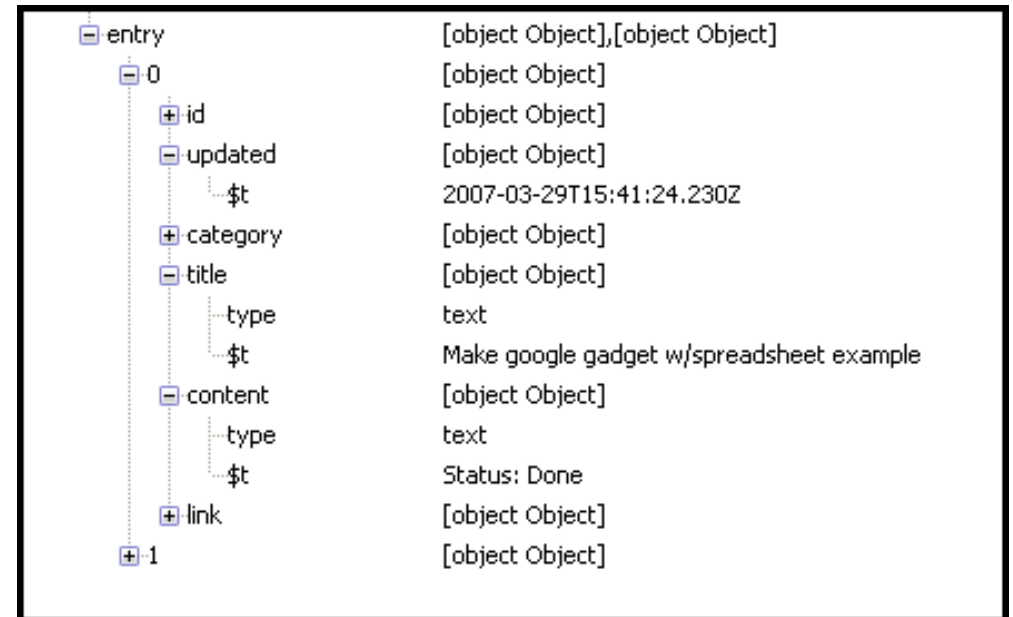 entry [object Object],[object Object]
0 [object Object]
id [object Object]
updated [object Object]
$t 2007-03-29T15:41:24.230Z
category [object Object]
title [object Object]
type text
$t Make google gadget w/spreadsheet example
content [object Object]
type text
$t Status: Done
link [object Object]
1 [object Object]